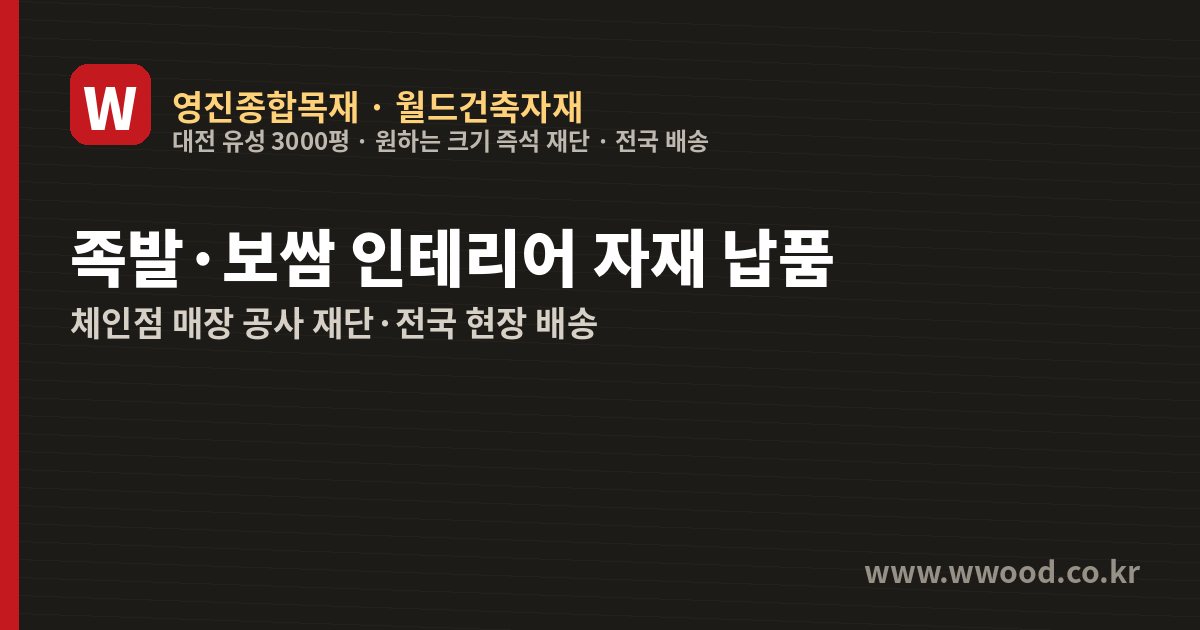 W
영진종합목재 · 월드건축자재
대전 유성 3000평 · 원하는 크기 즉석 재단 · 전국 배송
족발·보쌈 인테리어 자재 납품
체인점 매장 공사 재단·전국 현장 배송
www.wwood.co.kr